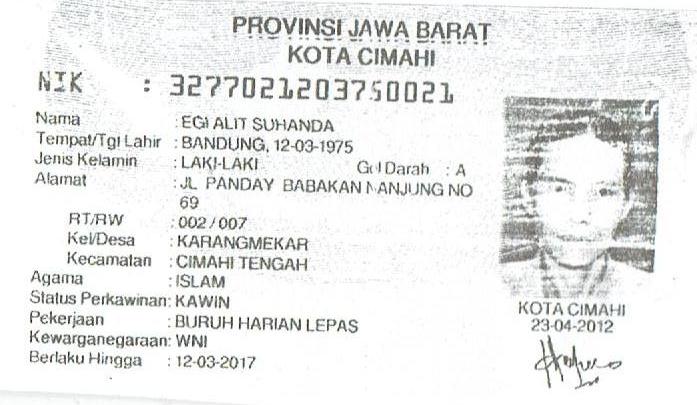 PROVINSI JAWA BARAT
KOTA CIMAHI
NIK : 3277021203750021
Nama : EGI ALIT SUHANDA
Tempat/Tgl Lahir : BANDUNG, 12-03-1975
Jenis Kelamin : LAKI-LAKI Gol Darah : A
Alamat : JL PANDAY BABAKAN MANJUNG NO
69
RT/RW : 002 / 007
Kel/Desa : KARANGMEKAR
Kecamatan : CIMAHI TENGAH
Agama : ISLAM
Status Perkawinan: KAWIN
Pekerjaan : BURUH HARIAN LEPAS
Kewarganegaraan: WNI
Berlaku Hingga : 12-03-2017
KOTA CIMAHI
23-04-2012